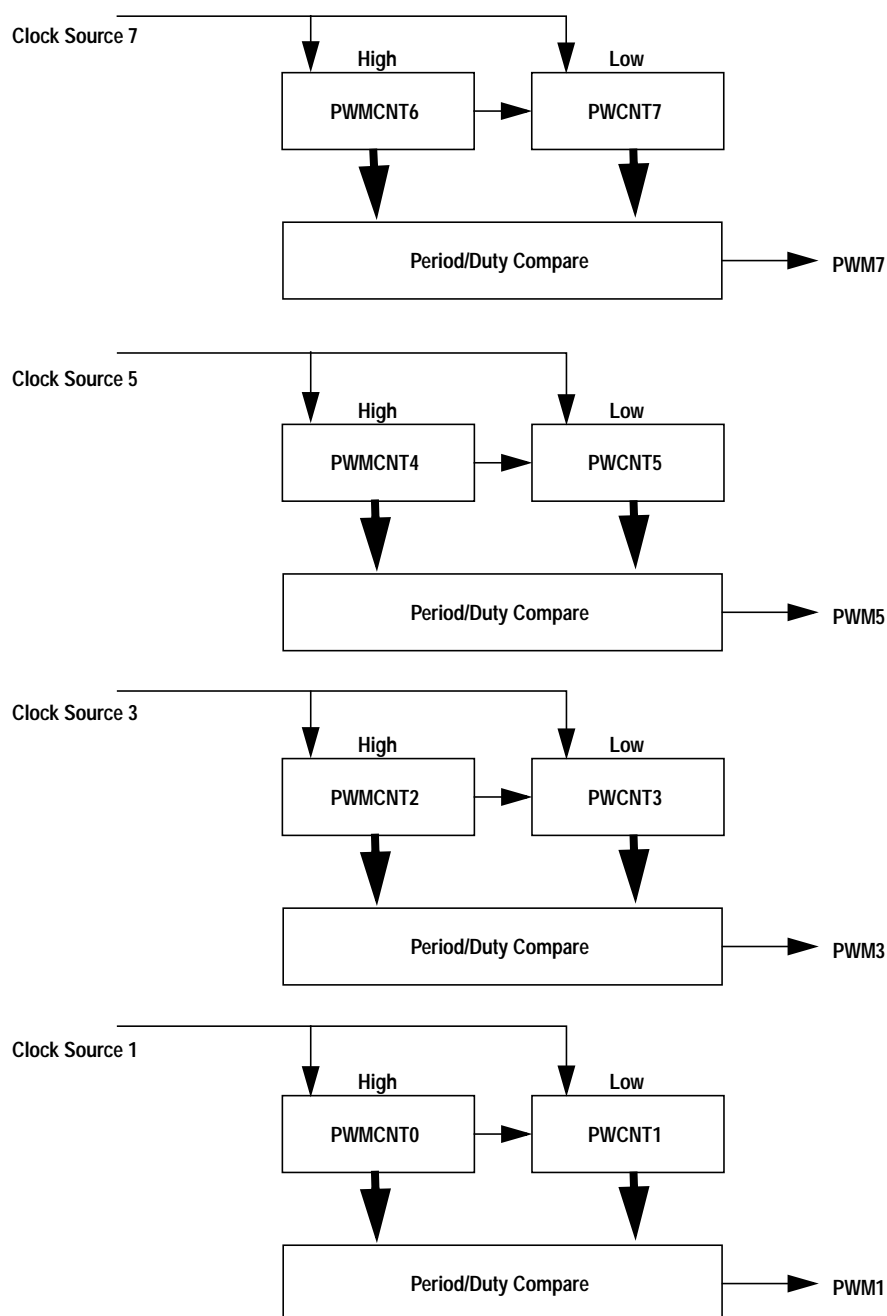 Clock Source 7
High
Low
PWMCNT6
PWCNT7
Period/Duty Compare
PWM7
Clock Source 5
High
Low
PWMCNT4
PWCNT5
Period/Duty Compare
PWM5
Clock Source 3
High
Low
PWMCNT2
PWCNT3
Period/Duty Compare
PWM3
Clock Source 1
High
Low
PWMCNT0
PWCNT1
Period/Duty Compare
PWM1